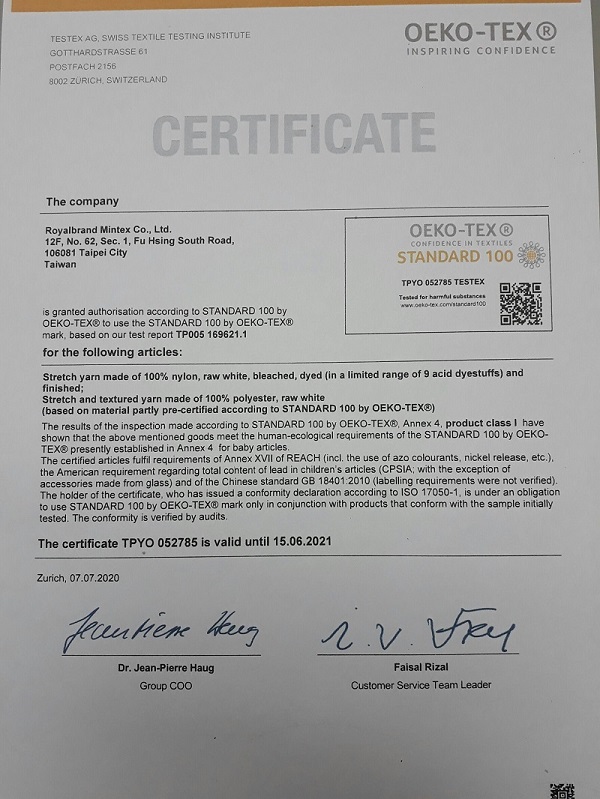 TESTEX AG, SWISS TEXTILE TESTING INSTITUTE
GOTTHARDSTRASSE 61
POSTFACH 2156
8002 ZÜRICH, SWITZERLAND
OEKO-TEX®
INSPIRING CONFIDENCE
CERTIFICATE
The company
Royalbrand Mintex Co., Ltd.
12F, No. 62, Sec. 1, Fu Hsing South Road,
106081 Taipei City
Taiwan
OEKO-TEX®
CONFIDENCE IN TEXTILES
STANDARD 100
TPYO 052785 TESTEX
Tested for harmful substances
www.oeko-tex.com/standard100
is granted authorisation according to STANDARD 100 by
OEKO-TEX® to use the STANDARD 100 by OEKO-TEX®
mark, based on our test report TP005 169621.1
for the following articles:
Stretch yarn made of 100% nylon, raw white, bleached, dyed (in a limited range of 9 acid dyestuffs) and
finished;
Stretch and textured yarn made of 100% polyester, raw white
(based on material partly pre-certified according to STANDARD 100 by OEKO-TEX®)
The results of the inspection made according to STANDARD 100 by OEKO-TEX®, Annex 4, product class I have
shown that the above mentioned goods meet the human-ecological requirements of the STANDARD 100 by OEKO-
TEX® presently established in Annex 4 for baby articles.
The certified articles fulfil requirements of Annex XVII of REACH (incl. the use of azo colourants, nickel release, etc.),
the American requirement regarding total content of lead in children's articles (CPSIA; with the exception of
accessories made from glass) and of the Chinese standard GB 18401:2010 (labelling requirements were not verified).
The holder of the certificate, who has issued a conformity declaration according to ISO 17050-1, is under an obligation
to use STANDARD 100 by OEKO-TEX® mark only in conjunction with products that conform with the sample initially
tested. The conformity is verified by audits.
The certificate TPYO 052785 is valid until 15.06.2021
Zurich, 07.07.2020
Dr. Jean-Pierre Haug
Group COO
Faisal Rizal
Customer Service Team Leader